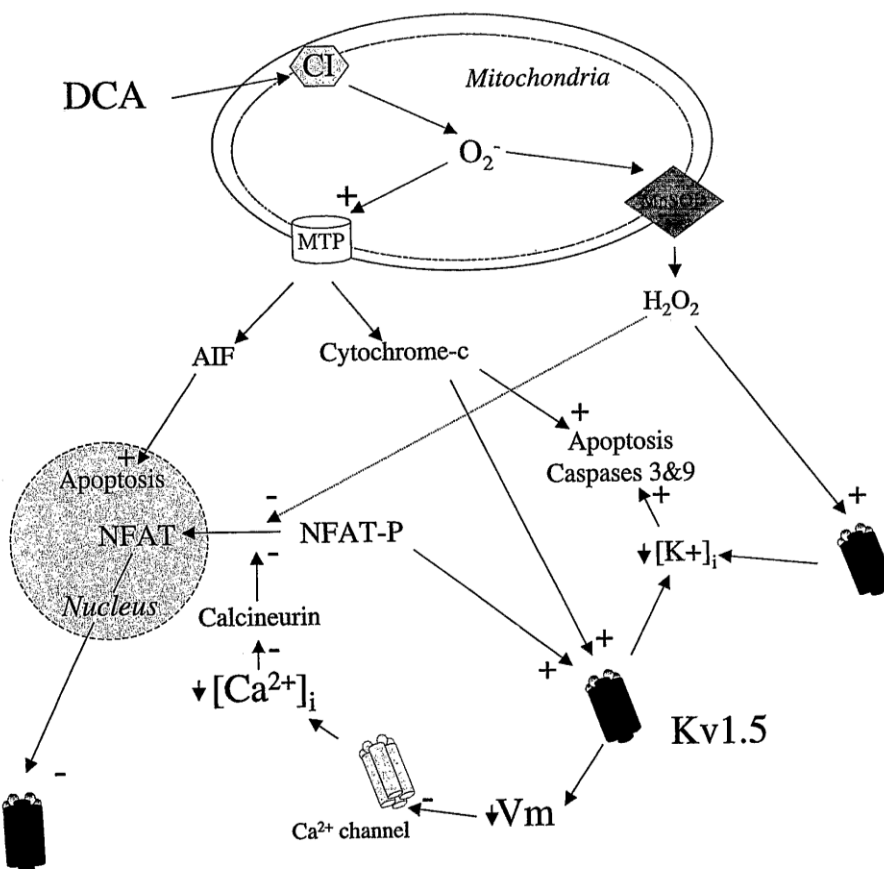 CI
DCA
Mitochondria
O₂⁻
+
MTP
H₂O₂
AIF
Cytochrome-c
+
+
Apoptosis
Apoptosis
Caspases 3&9
+
+
-
NFAT
NFAT-P
-
↓[K+]ᵢ
Nucleus
Calcineurin
-
+
+
↓[Ca²⁺]ᵢ
Kv1.5
-
-
↓Vm
Ca²⁺ channel